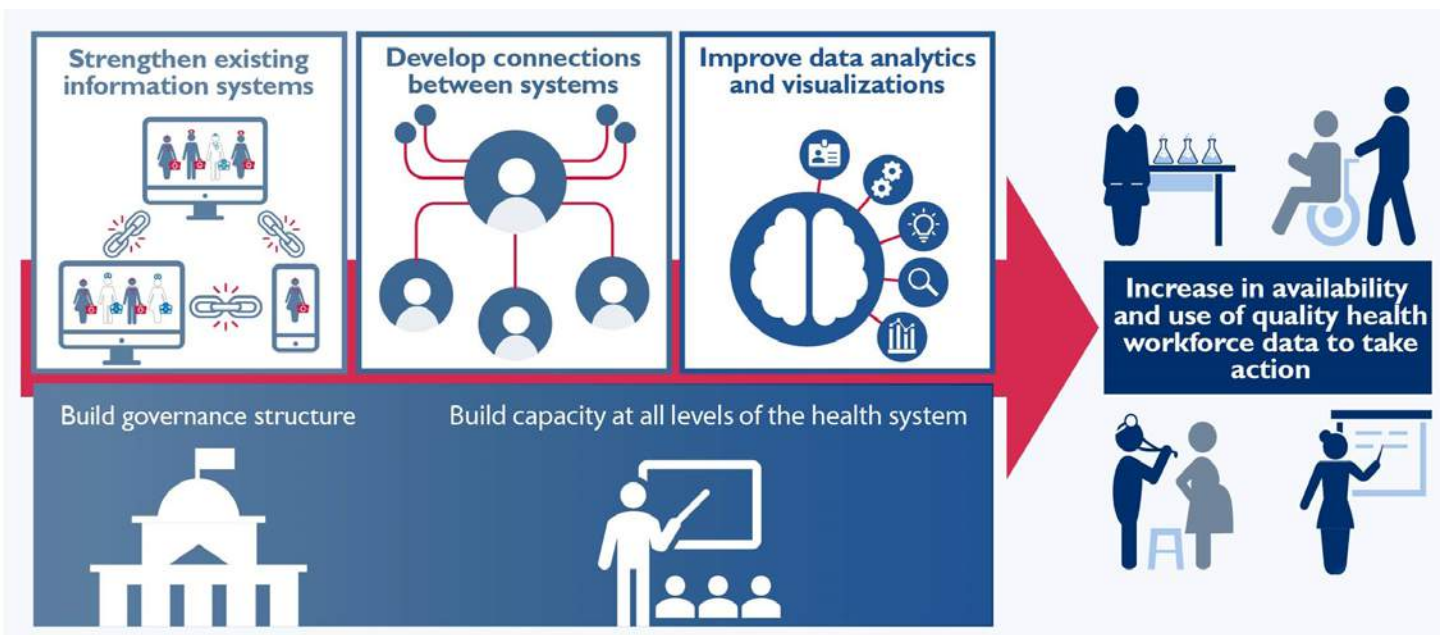 Strengthen existing
information systems
Develop connections
between systems
Improve data analytics
and visualizations
Increase in availability
and use of quality health
workforce data to take
action
Build governance structure
Build capacity at all levels of the health system